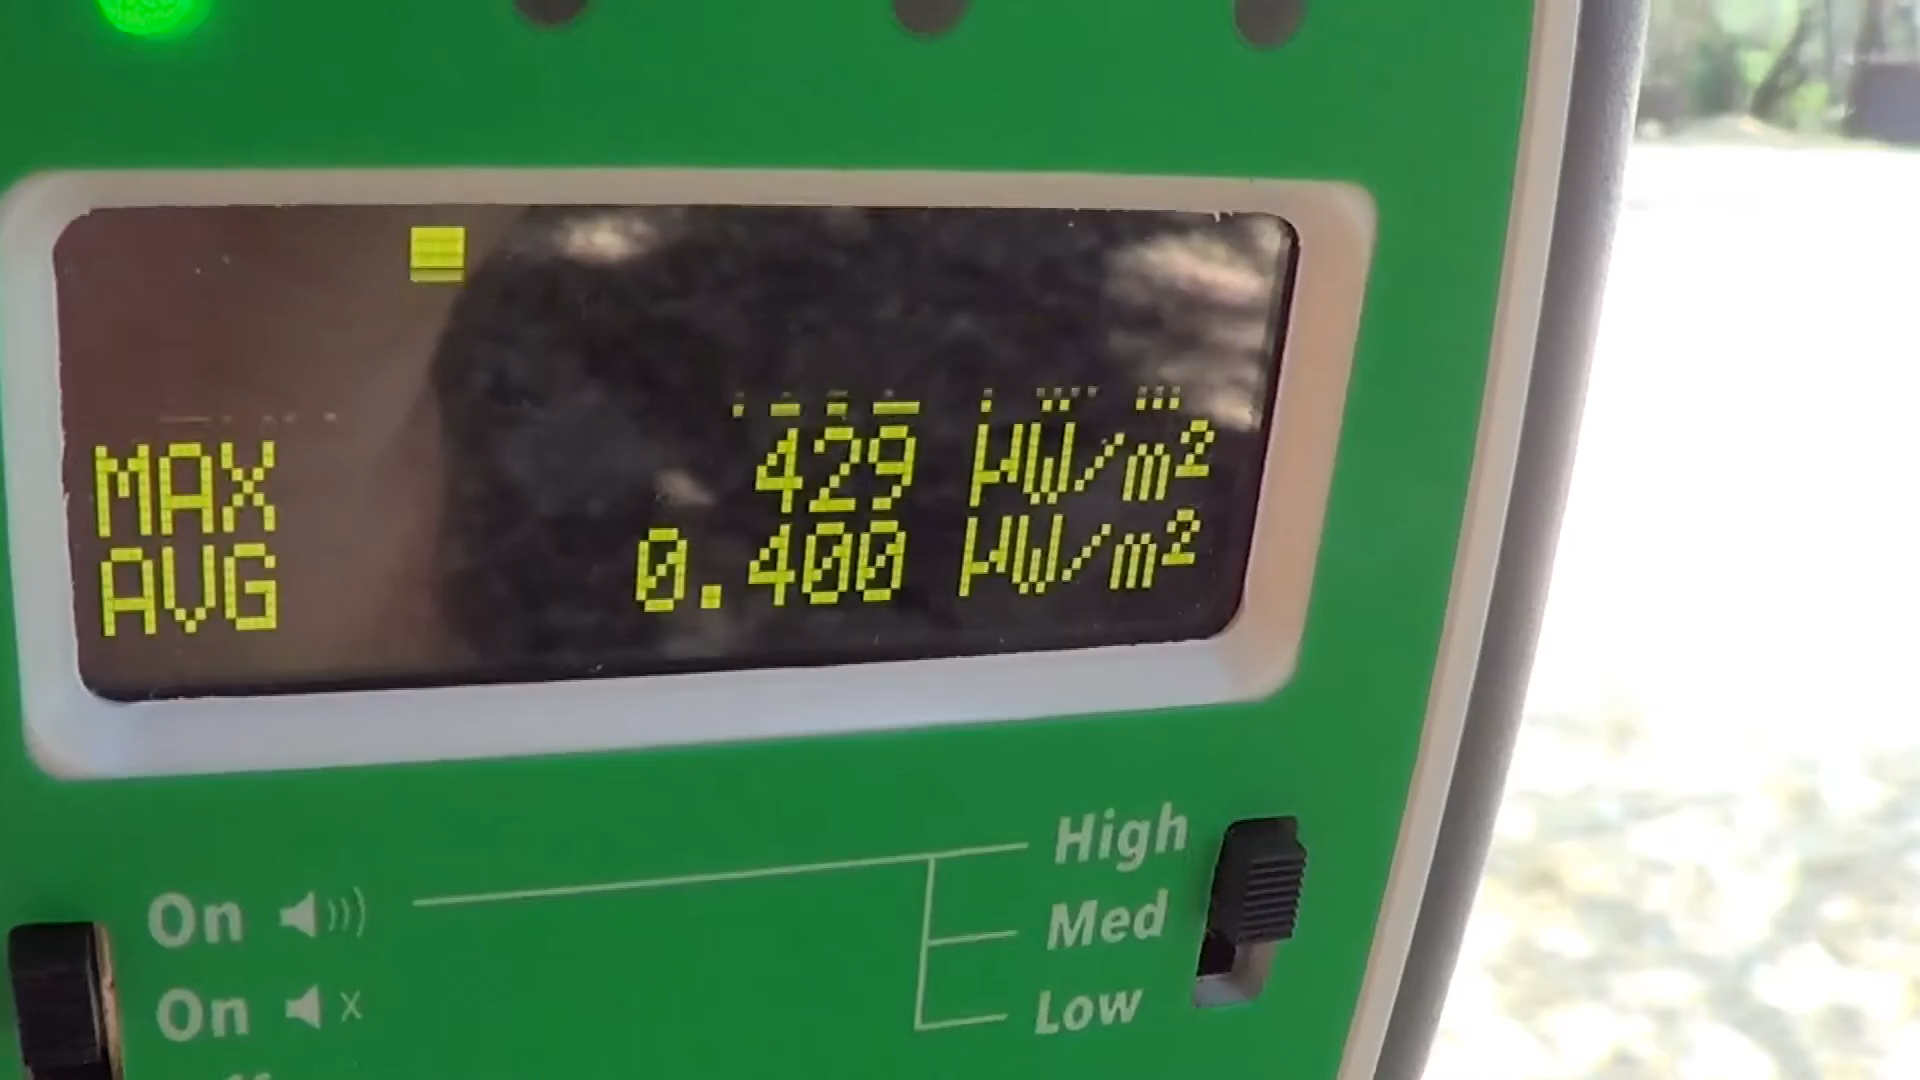 MAX 429 µW/m²
AVG 0.400 µW/m²
High
On Med
On x Low